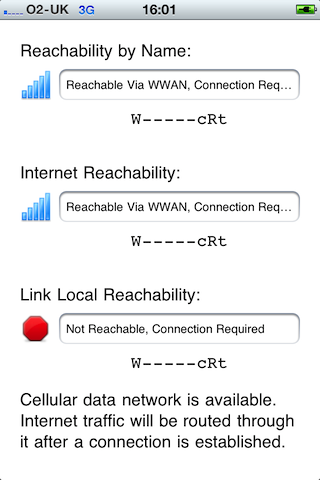 O2-UK 3G 16:01
Reachability by Name:
Reachable Via WWAN, Connection Req...
W-----cRt
Internet Reachability:
Reachable Via WWAN, Connection Req...
W-----cRt
Link Local Reachability:
Not Reachable, Connection Required
W-----cRt
Cellular data network is available.
Internet traffic will be routed through
it after a connection is established.